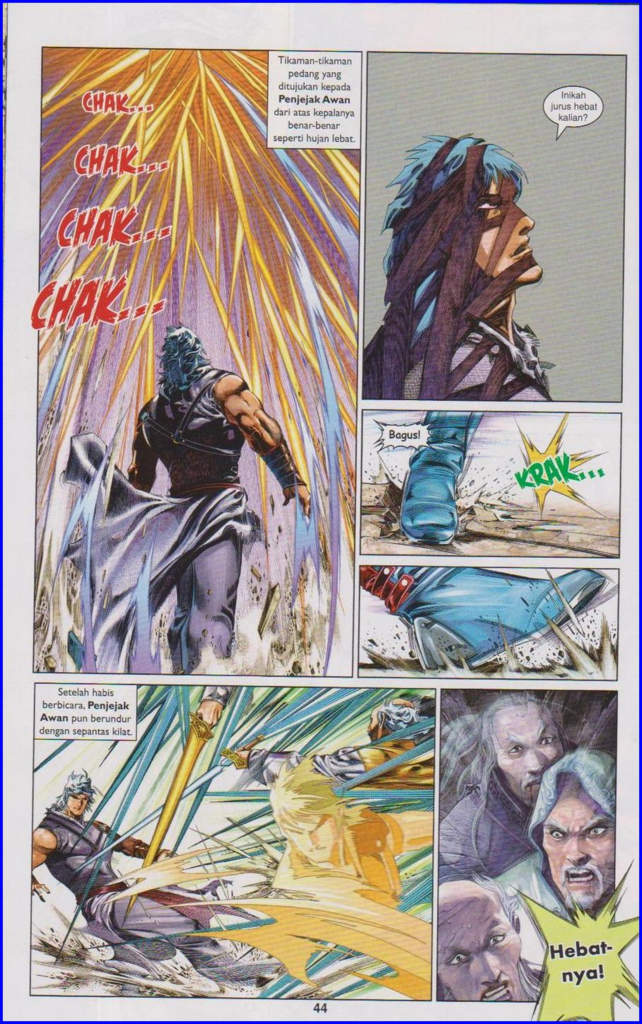 Tikaman-tikaman
pedang yang
ditujukan kepada
Penjejak Awan
dari atas kepalanya
benar-benar
seperti hujan lebat.
CHAK...
CHAK...
CHAK...
CHAK...
Inikah
jurus hebat
kalian?
Bagus!
KRAK...
Setelah habis
berbicara, Penjejak
Awan pun berundur
dengan sepantas kilat.
Hebat-
nya!
44